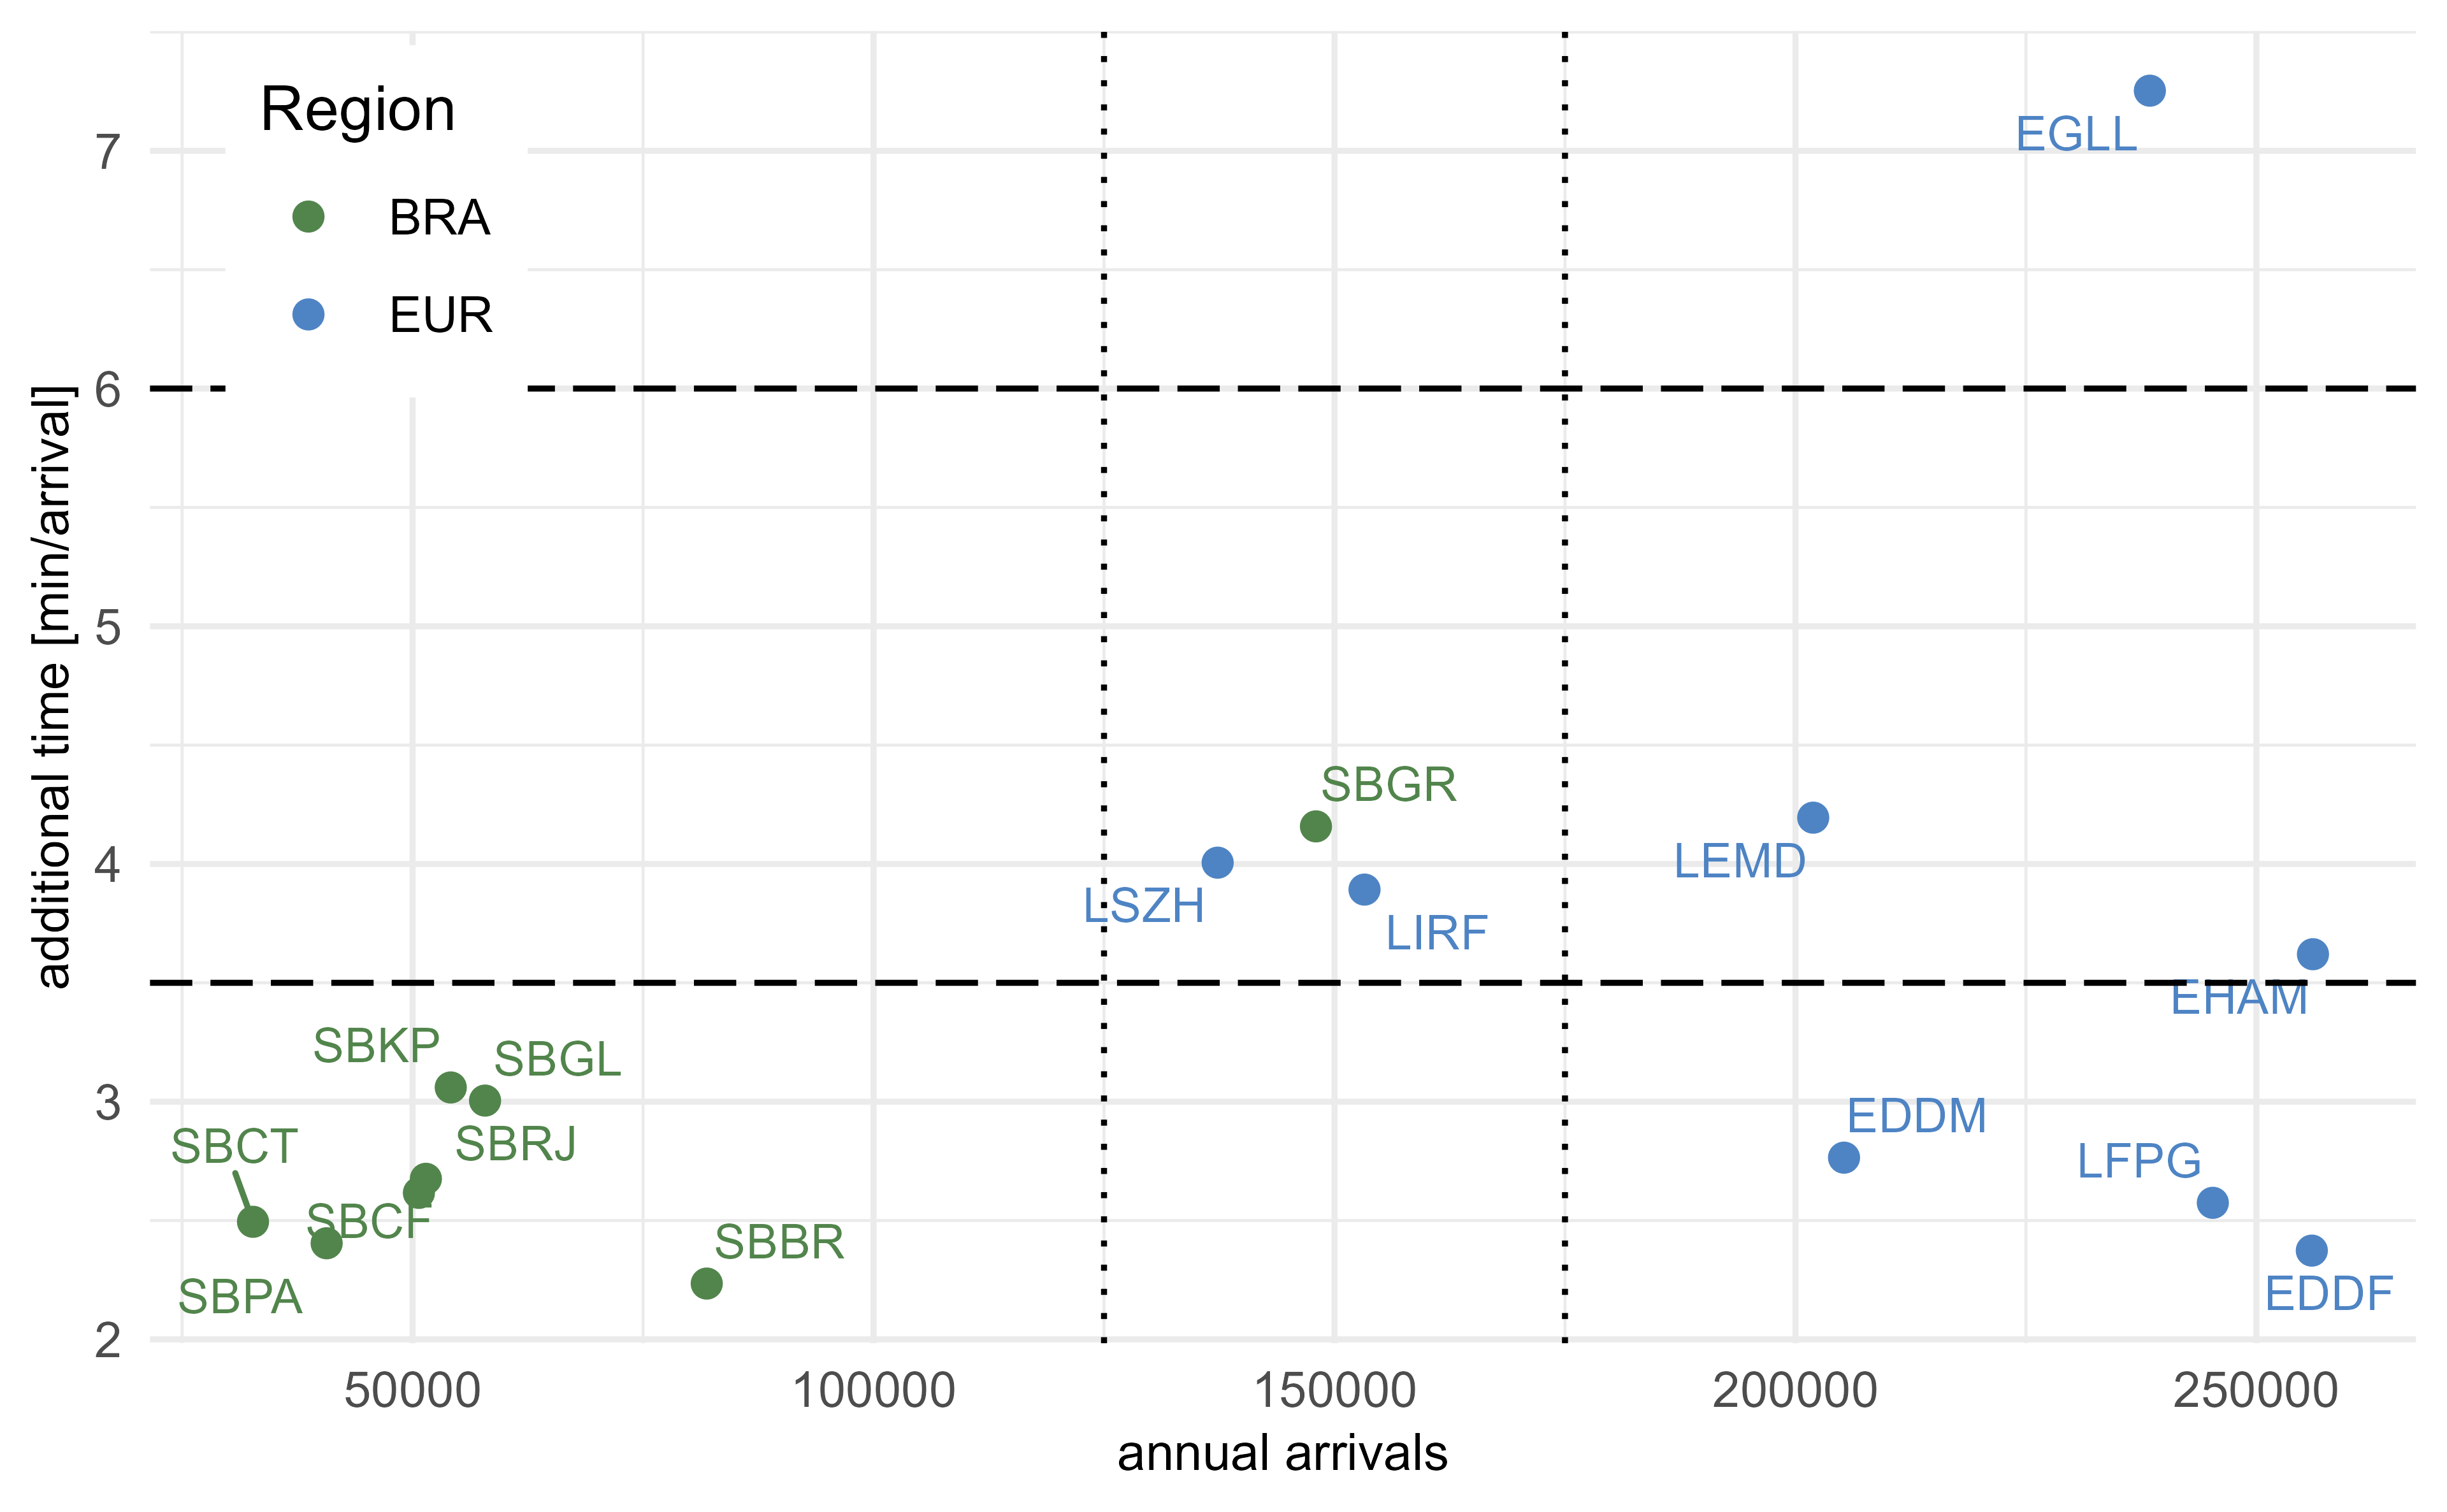 Region
BRA
EUR
EGLL
7
6
5
4
3
2
additional time [min/arrival]
SBGR
LEMD
LSZH
LIRF
EHAM
SBKP
SBGL
SBCT
SBRJ
EDDM
LFPG
SBCF
SBBR
SBPA
EDDF
50000
100000
150000
200000
250000
annual arrivals